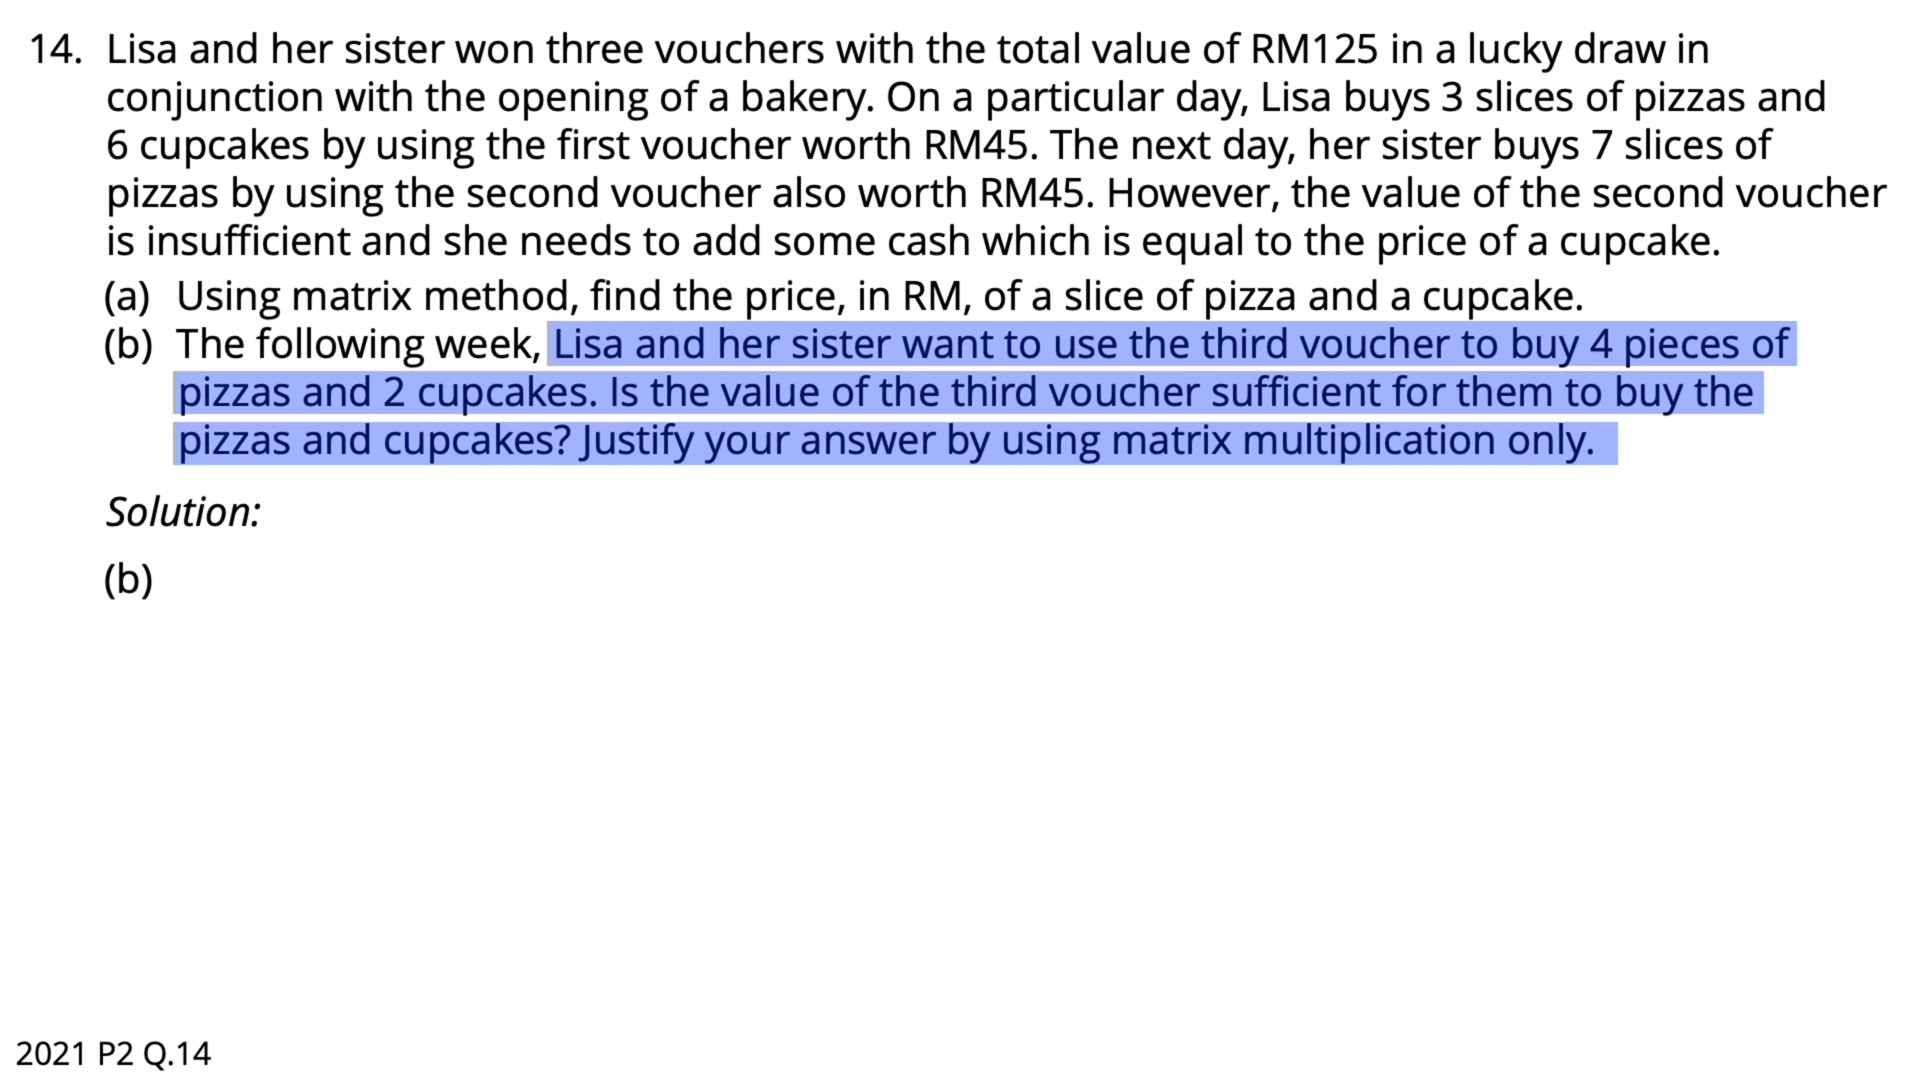 14. Lisa and her sister won three vouchers with the total value of RM125 in a lucky draw in
conjunction with the opening of a bakery. On a particular day, Lisa buys 3 slices of pizzas and
6 cupcakes by using the first voucher worth RM45. The next day, her sister buys 7 slices of
pizzas by using the second voucher also worth RM45. However, the value of the second voucher
is insufficient and she needs to add some cash which is equal to the price of a cupcake.
(a) Using matrix method, find the price, in RM, of a slice of pizza and a cupcake.
(b) The following week, Lisa and her sister want to use the third voucher to buy 4 pieces of
pizzas and 2 cupcakes. Is the value of the third voucher sufficient for them to buy the
pizzas and cupcakes? Justify your answer by using matrix multiplication only.
Solution:
(b)
2021 P2 Q.14